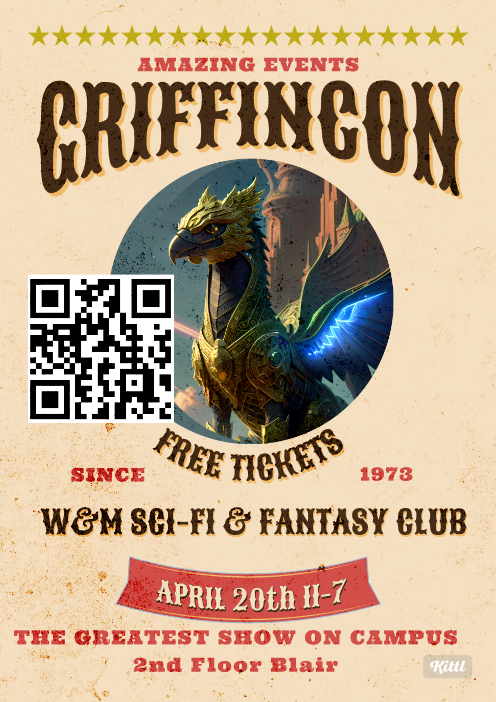 AMAZING EVENTS
GRIFFINCON
FREE TICKETS
SINCE 1973
W&M SCI-FI & FANTASY CLUB
APRIL 20th 11-7
THE GREATEST SHOW ON CAMPUS
2nd Floor Blair
Kittl